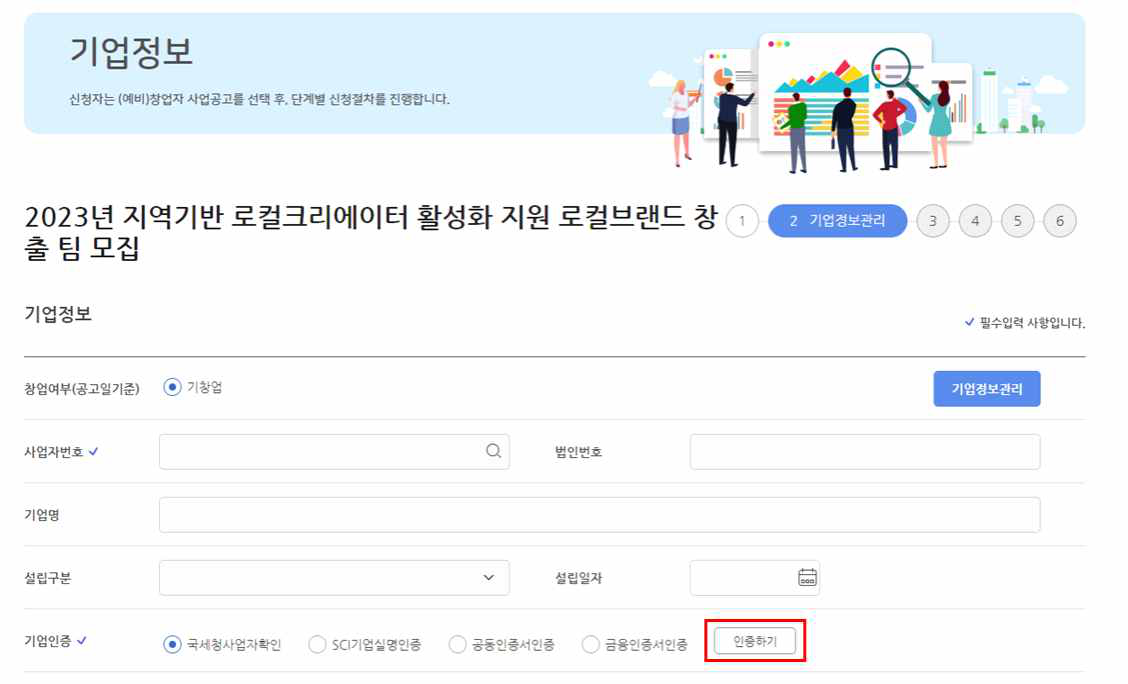 기업정보
신청자는 (예비)창업자 사업공고를 선택 후, 단계별 신청절차를 진행합니다.
2023년 지역기반 로컬크리에이터 활성화 지원 로컬브랜드 창
출 팀 모집
1 2 기업정보관리 3 4 5 6
기업정보
필수입력 사항입니다.
창업여부(공고일기준) 기창업 기업정보관리
사업자번호 법인번호
기업명
설립구분 설립일자
기업인증 국세청사업자확인 SCI기업실명인증 공동인증서인증 금융인증서인증 인증하기